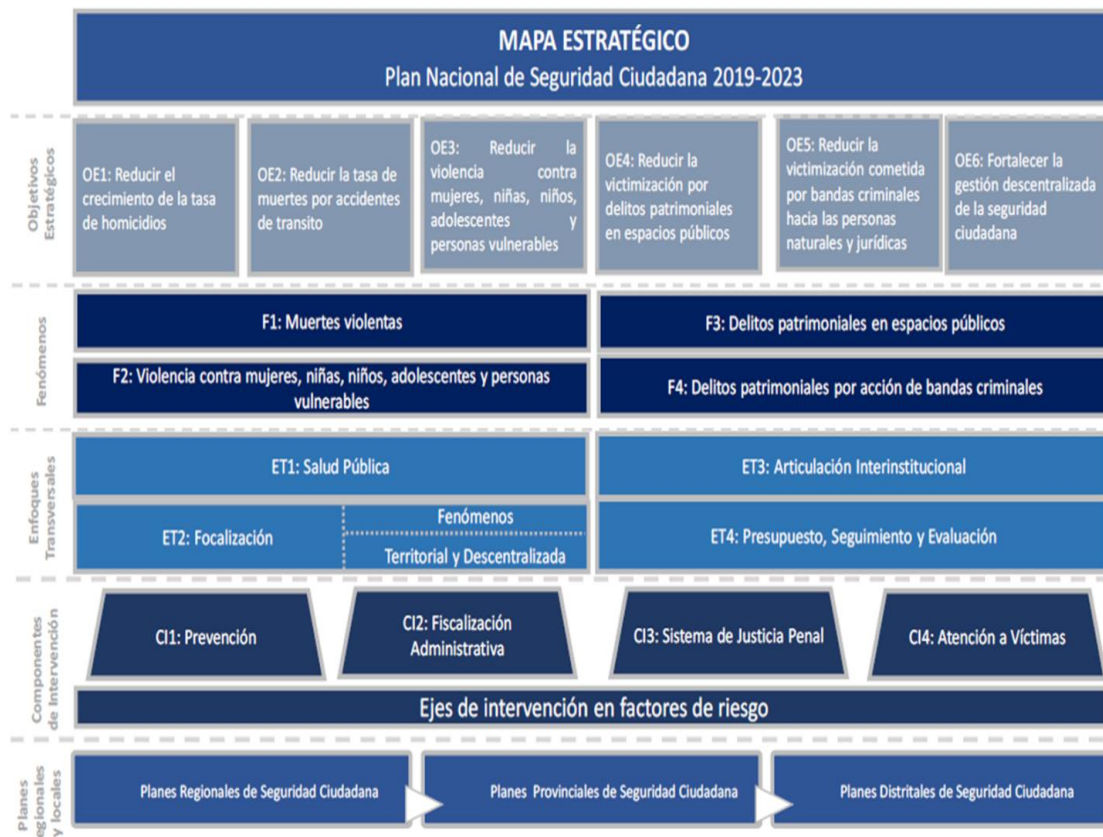 MAPA ESTRATÉGICO
Plan Nacional de Seguridad Ciudadana 2019-2023
Objetivos
Estratégicos
OE1: Reducir el
crecimiento de la tasa
de homicidios
OE2: Reducir la tasa de
muertes por accidentes
de transito
OE3: Reducir la
violencia contra
mujeres, niñas, niños,
adolescentes y
personas vulnerables
OE4: Reducir la
victimización por
delitos patrimoniales
en espacios públicos
OE5: Reducir la
victimización cometida
por bandas criminales
hacia las personas
naturales y jurídicas
OE6: Fortalecer la
gestión descentralizada
de la seguridad
ciudadana
Fenómenos
F1: Muertes violentas
F3: Delitos patrimoniales en espacios públicos
F2: Violencia contra mujeres, niñas, niños, adolescentes y personas
vulnerables
F4: Delitos patrimoniales por acción de bandas criminales
Enfoques
Transversales
ET1: Salud Pública
ET3: Articulación Interinstitucional
ET2: Focalización
Fenómenos
Territorial y Descentralizada
ET4: Presupuesto, Seguimiento y Evaluación
Componentes
de Intervención
CI1: Prevención
CI2: Fiscalización
Administrativa
CI3: Sistema de Justicia Penal
CI4: Atención a Víctimas
Ejes de intervención en factores de riesgo
Planes
egionales
y locales
Planes Regionales de Seguridad Ciudadana
Planes Provinciales de Seguridad Ciudadana
Planes Distritales de Seguridad Ciudadana